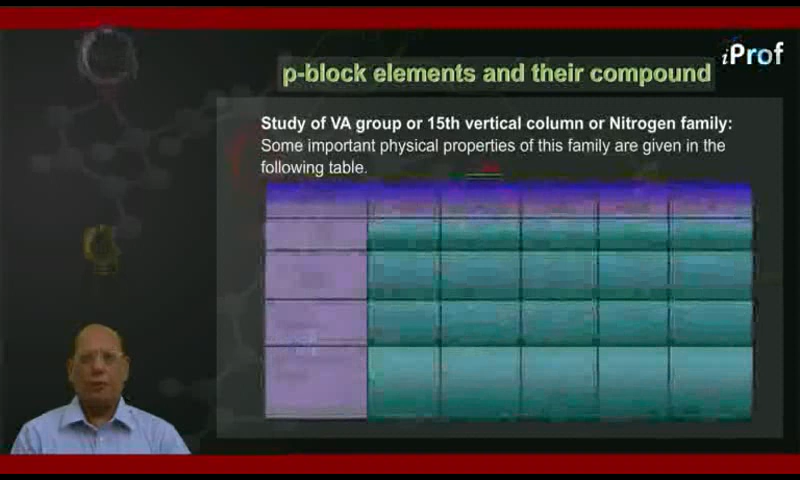 iProf
p-block elements and their compound
Study of VA group or 15th vertical column or Nitrogen family:
Some important physical properties of this family are given in the
following table.